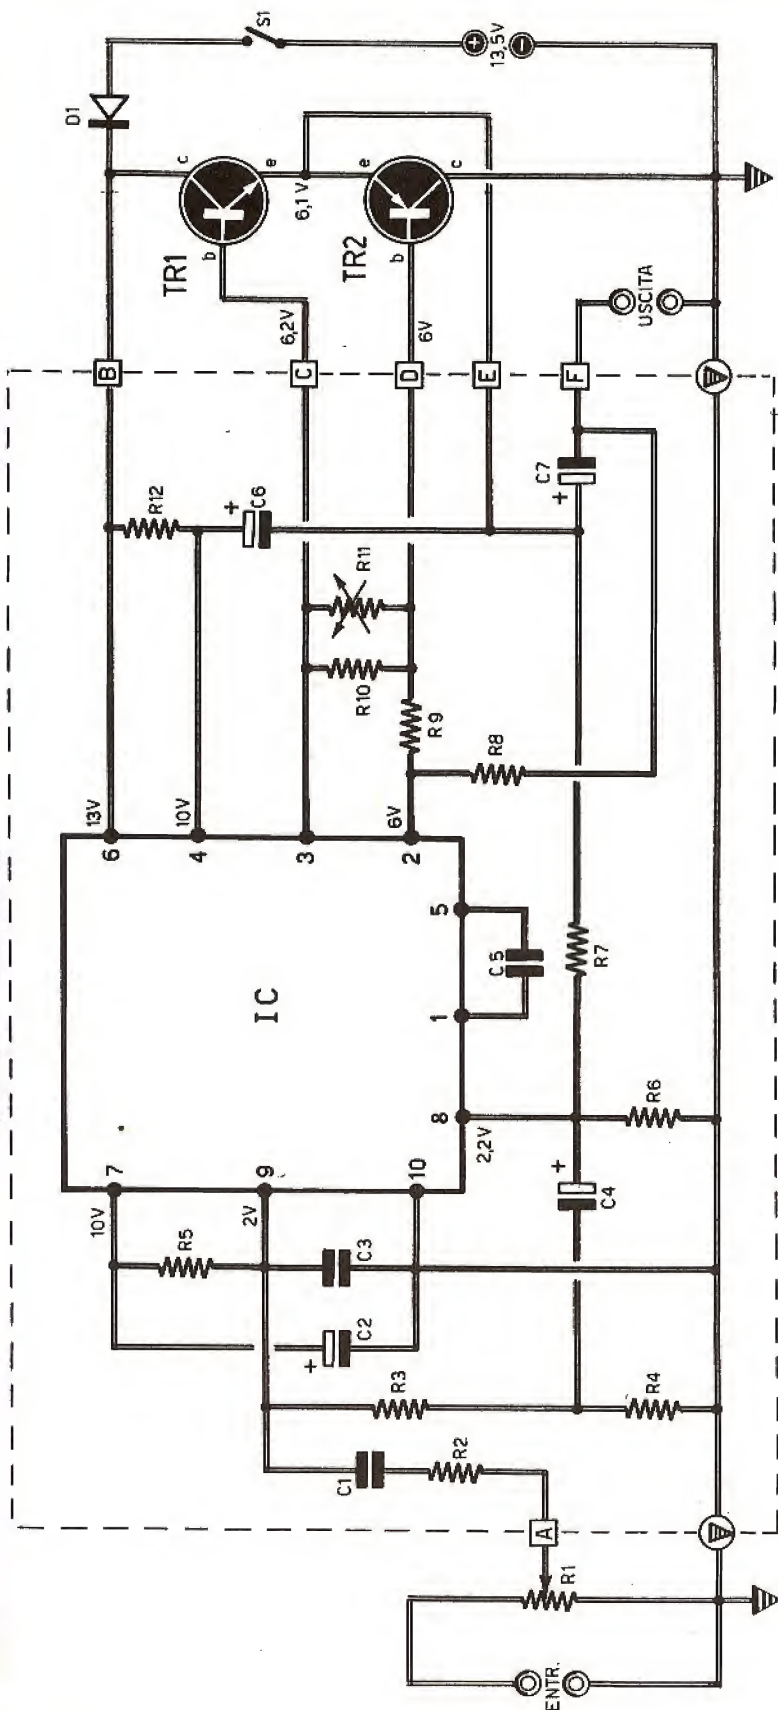 ENTR.
R1
A
R2
C1
R3
R4
C2
+
C3
R5
10V
7
2V
9
10
IC
C4
+
2,2V
8
R6
1
C5
5
R7
13V
6
10V
4
3
6V
2
R8
R9
R10
R11
R12
+
C6
+
C7
B
C
D
E
F
6,2V
6V
USCITA
TR1
b
c
e
6,1V
TR2
b
e
c
D1
S1
+
13,5V
−